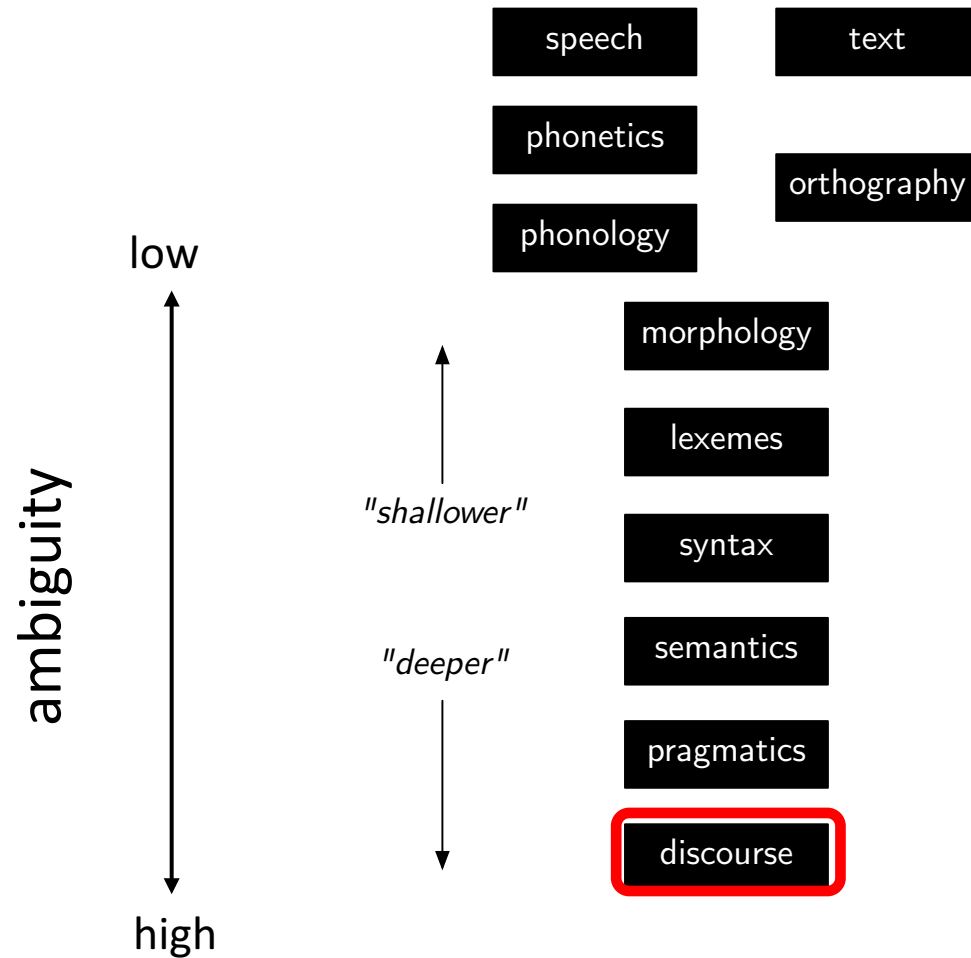 speech
text
phonetics
orthography
phonology
low
morphology
lexemes
"shallower"
syntax
ambiguity
semantics
"deeper"
pragmatics
discourse
high